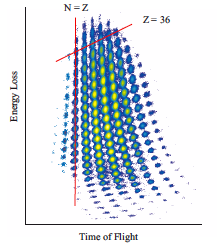 N = Z
Z = 36
Energy Loss
Time of Flight